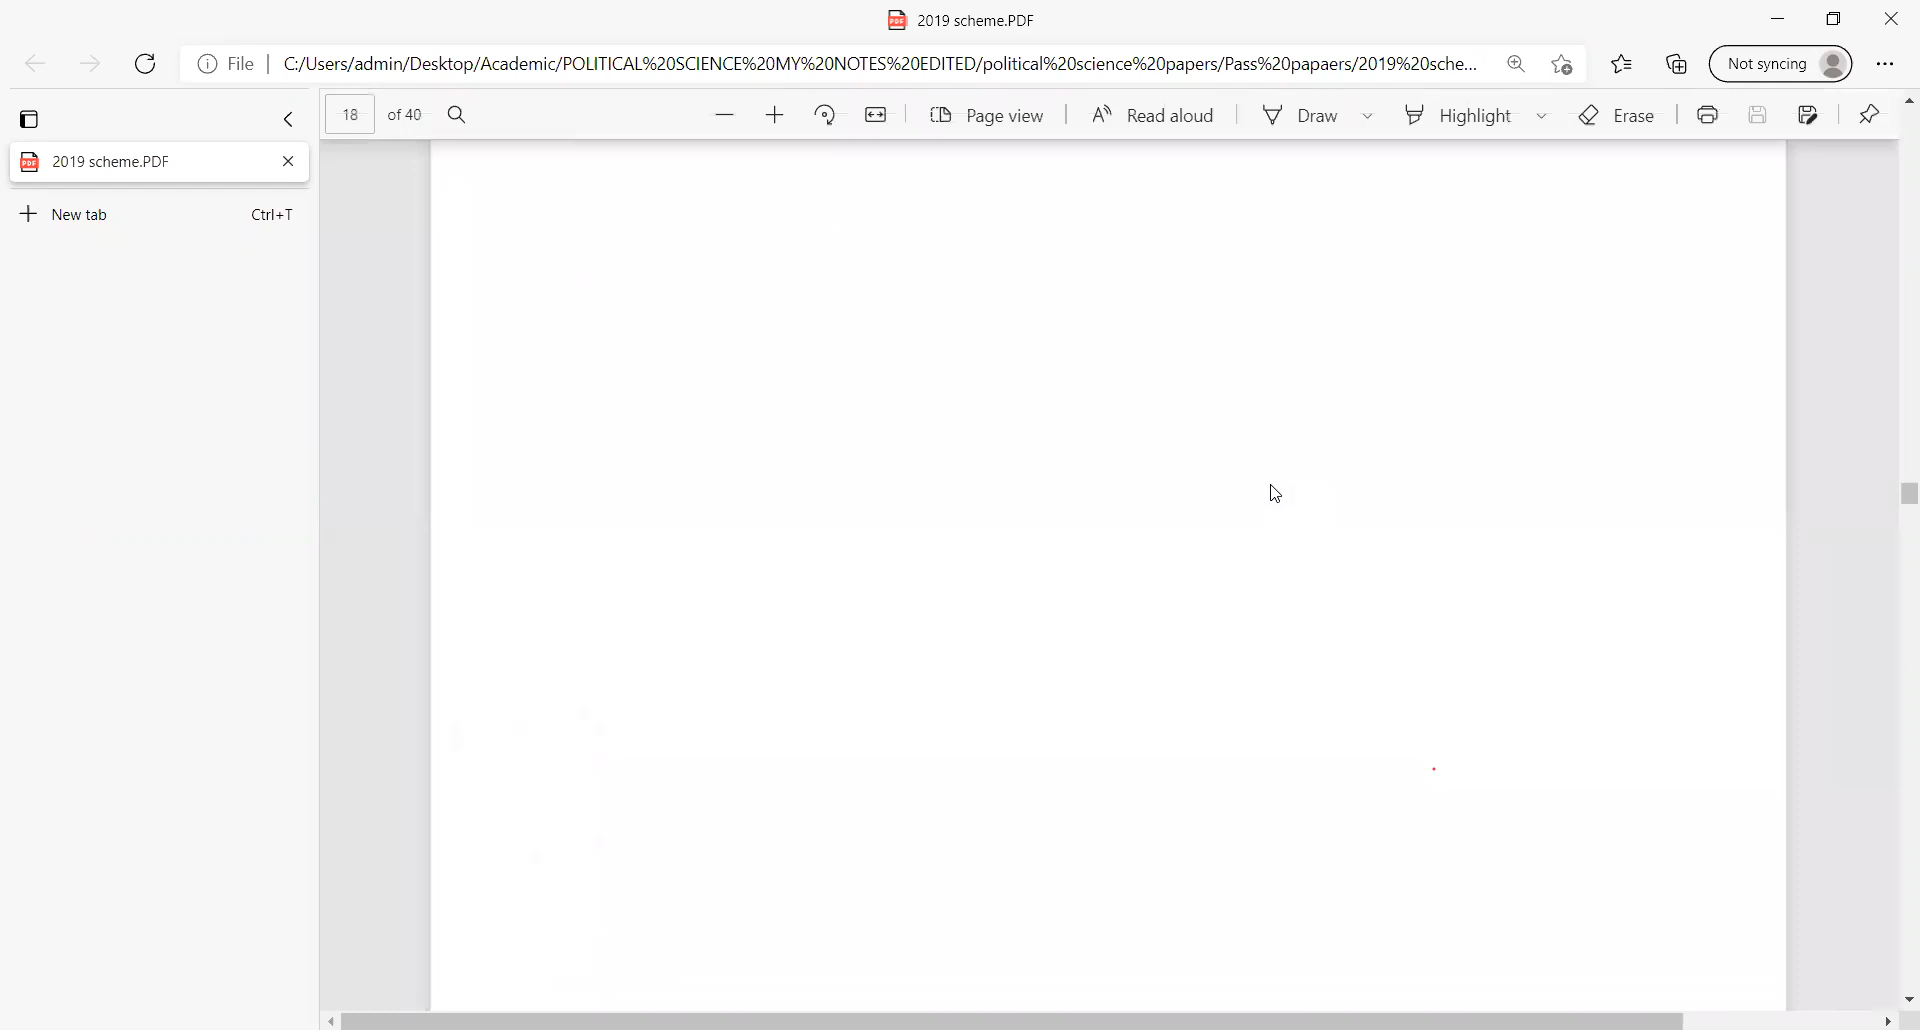 2019 scheme.PDF
File
C:/Users/admin/Desktop/Academic/POLITICAL%20SCIENCE%20MY%20NOTES%20EDITED/political%20science%20papers/Pass%20papaers/2019%20sche...
Not syncing
18 of 40
Page view
Read aloud
Draw
Highlight
Erase
2019 scheme.PDF
New tab Ctrl+T